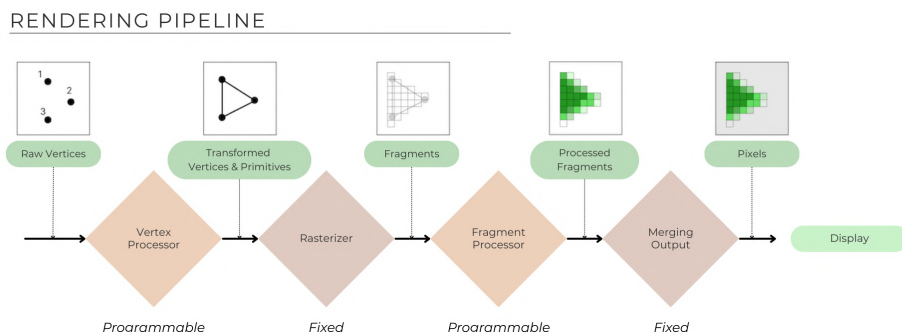 RENDERING PIPELINE
1
2
3
Raw Vertices
Transformed
Vertices & Primitives
Fragments
Processed
Fragments
Pixels
Vertex
Processor
Rasterizer
Fragment
Processor
Merging
Output
Display
Programmable
Fixed
Programmable
Fixed